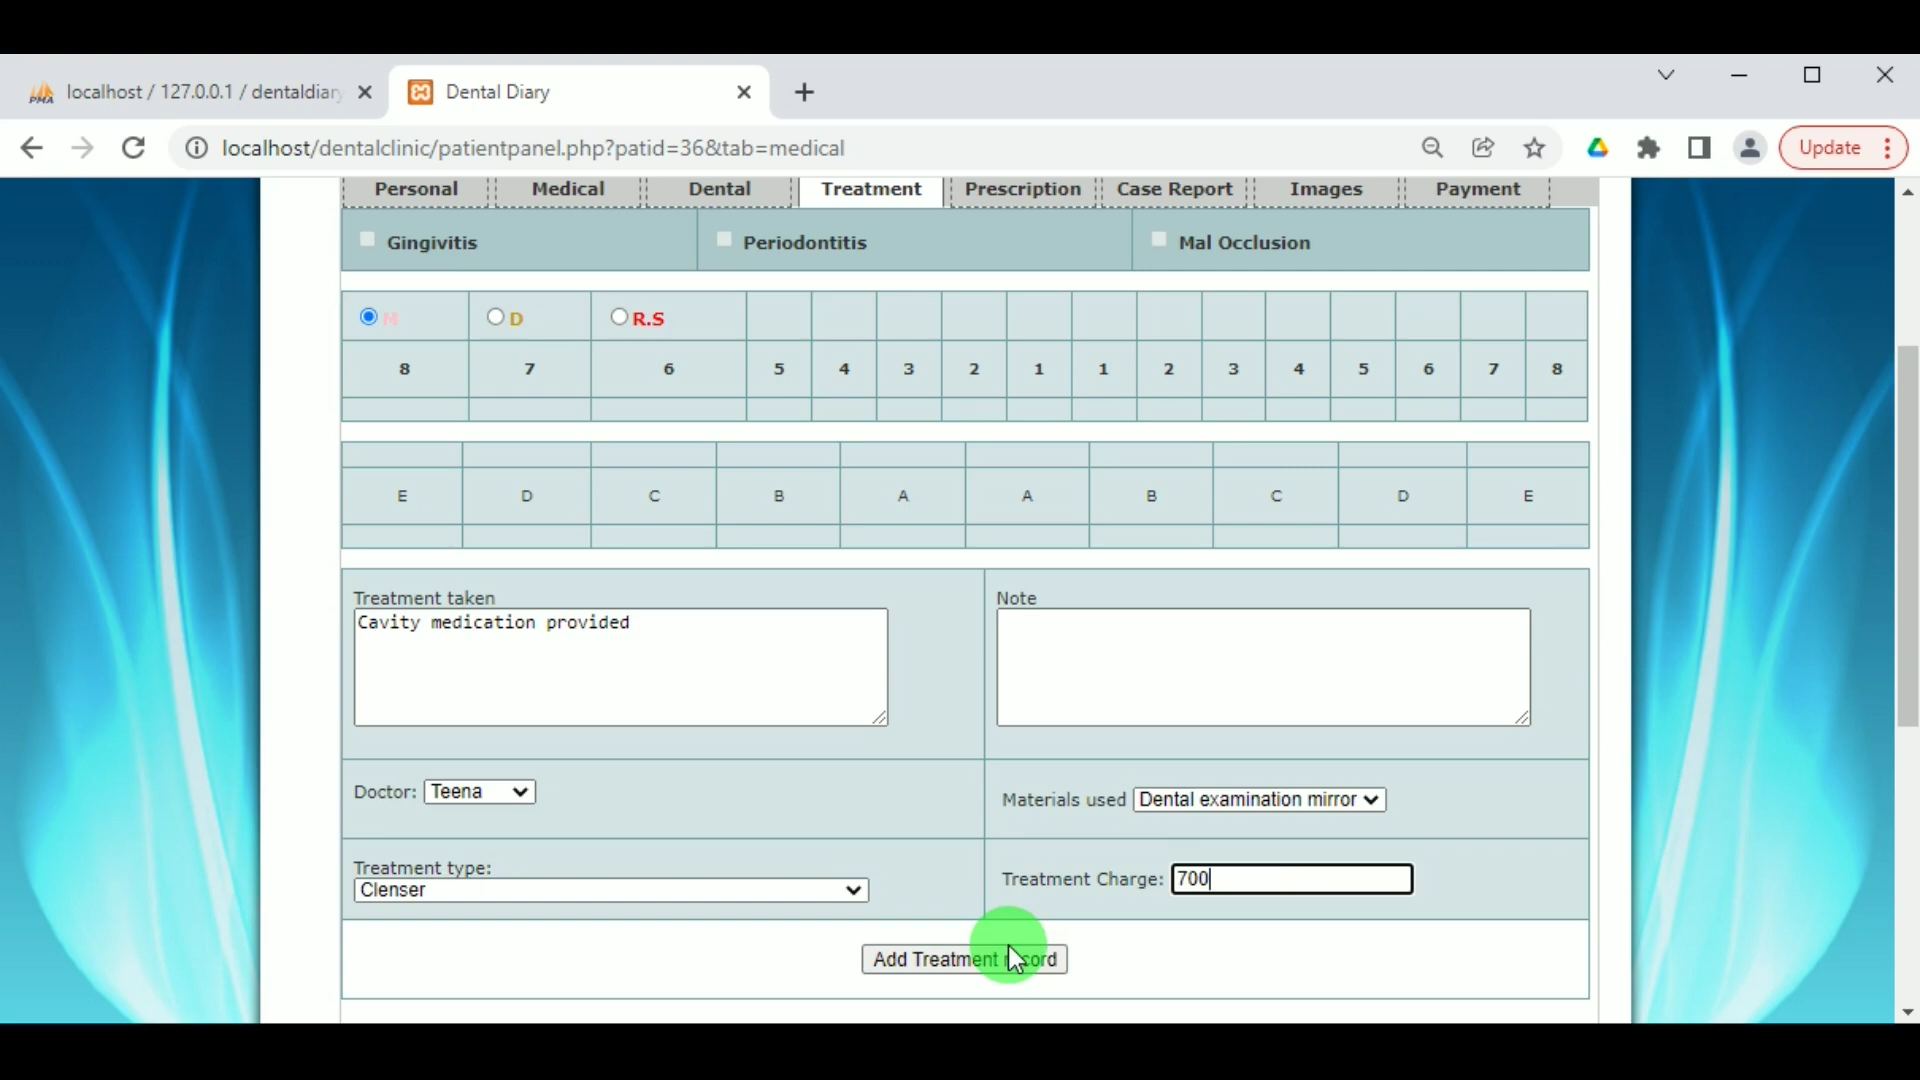 localhost / 127.0.0.1 / dentaldiary
Dental Diary
localhost/dentalclinic/patientpanel.php?patid=36&tab=medical
Update
Personal Medical Dental Treatment Prescription Case Report Images Payment
Gingivitis Periodontitis Mal Occlusion
M D R.S
8 7 6 5 4 3 2 1 1 2 3 4 5 6 7 8
E D C B A A B C D E
Treatment taken Note
Cavity medication provided
Doctor: Teena
Materials used Dental examination mirror
Treatment type:
Clenser
Treatment Charge: 700
Add Treatment record